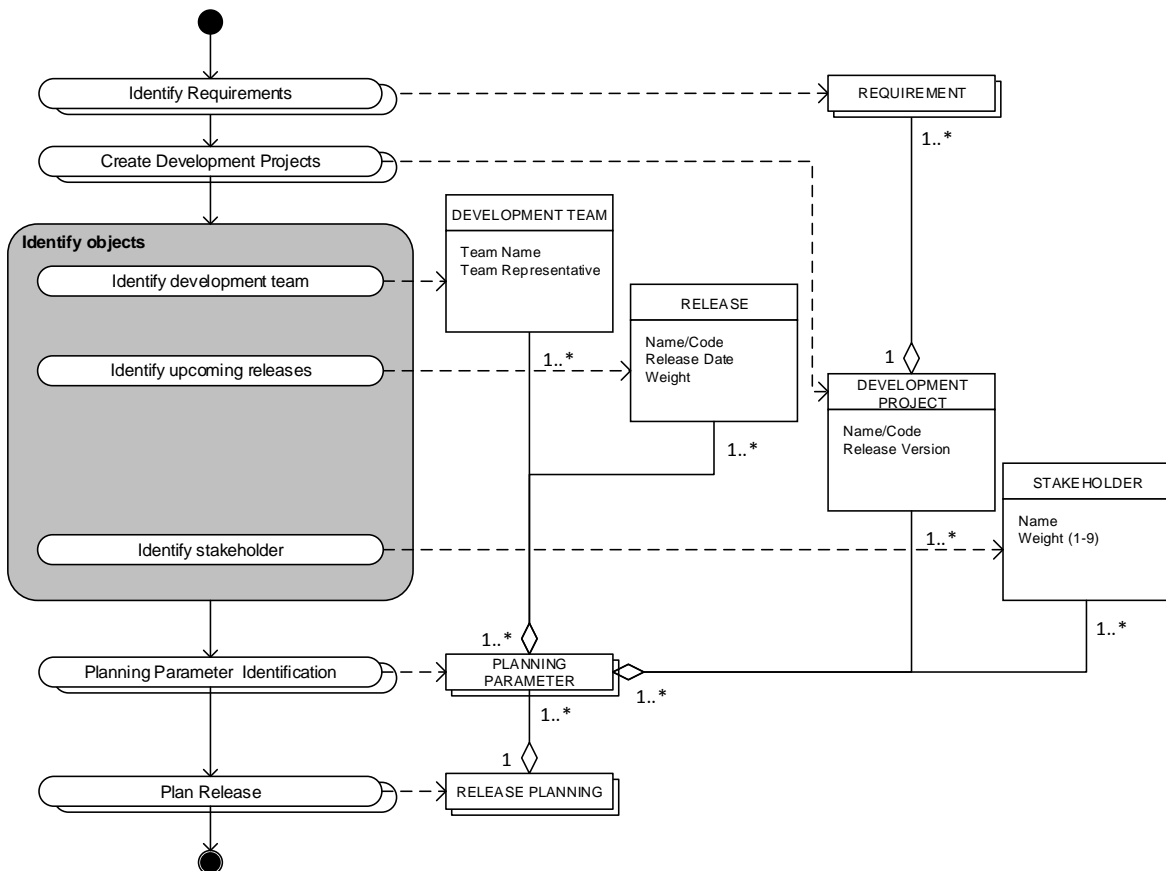 Identify Requirements
REQUIREMENT
1..*
Create Development Projects
DEVELOPMENT TEAM
Team Name
Team Representative
Identify objects
Identify development team
RELEASE
Name/Code
Release Date
Weight
1..*
1
Identify upcoming releases
DEVELOPMENT
PROJECT
Name/Code
Release Version
1..*
STAKEHOLDER
Name
Weight (1-9)
Identify stakeholder
1..*
1..*
1..*
Planning Parameter Identification
PLANNING
PARAMETER
1..*
1..*
1
Plan Release
RELEASE PLANNING